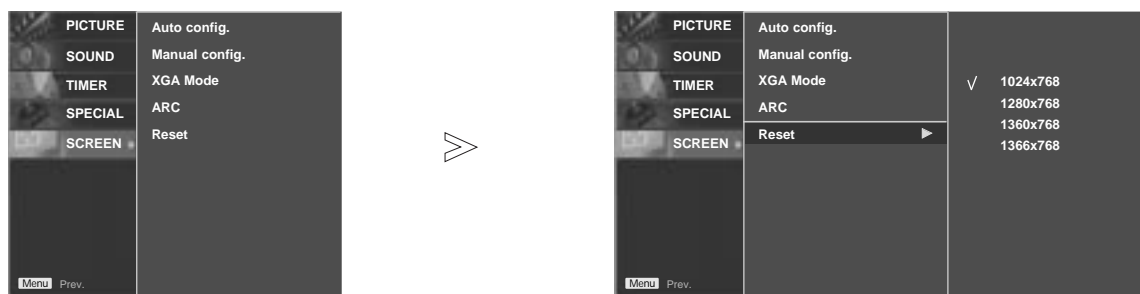 PICTURE
SOUND
TIMER
SPECIAL
SCREEN
Auto config.
Manual config.
XGA Mode
ARC
Reset
Menu Prev.
PICTURE
SOUND
TIMER
SPECIAL
SCREEN
Auto config.
Manual config.
XGA Mode
ARC
Reset
√ 1024x768
1280x768
1360x768
1366x768
Menu Prev.